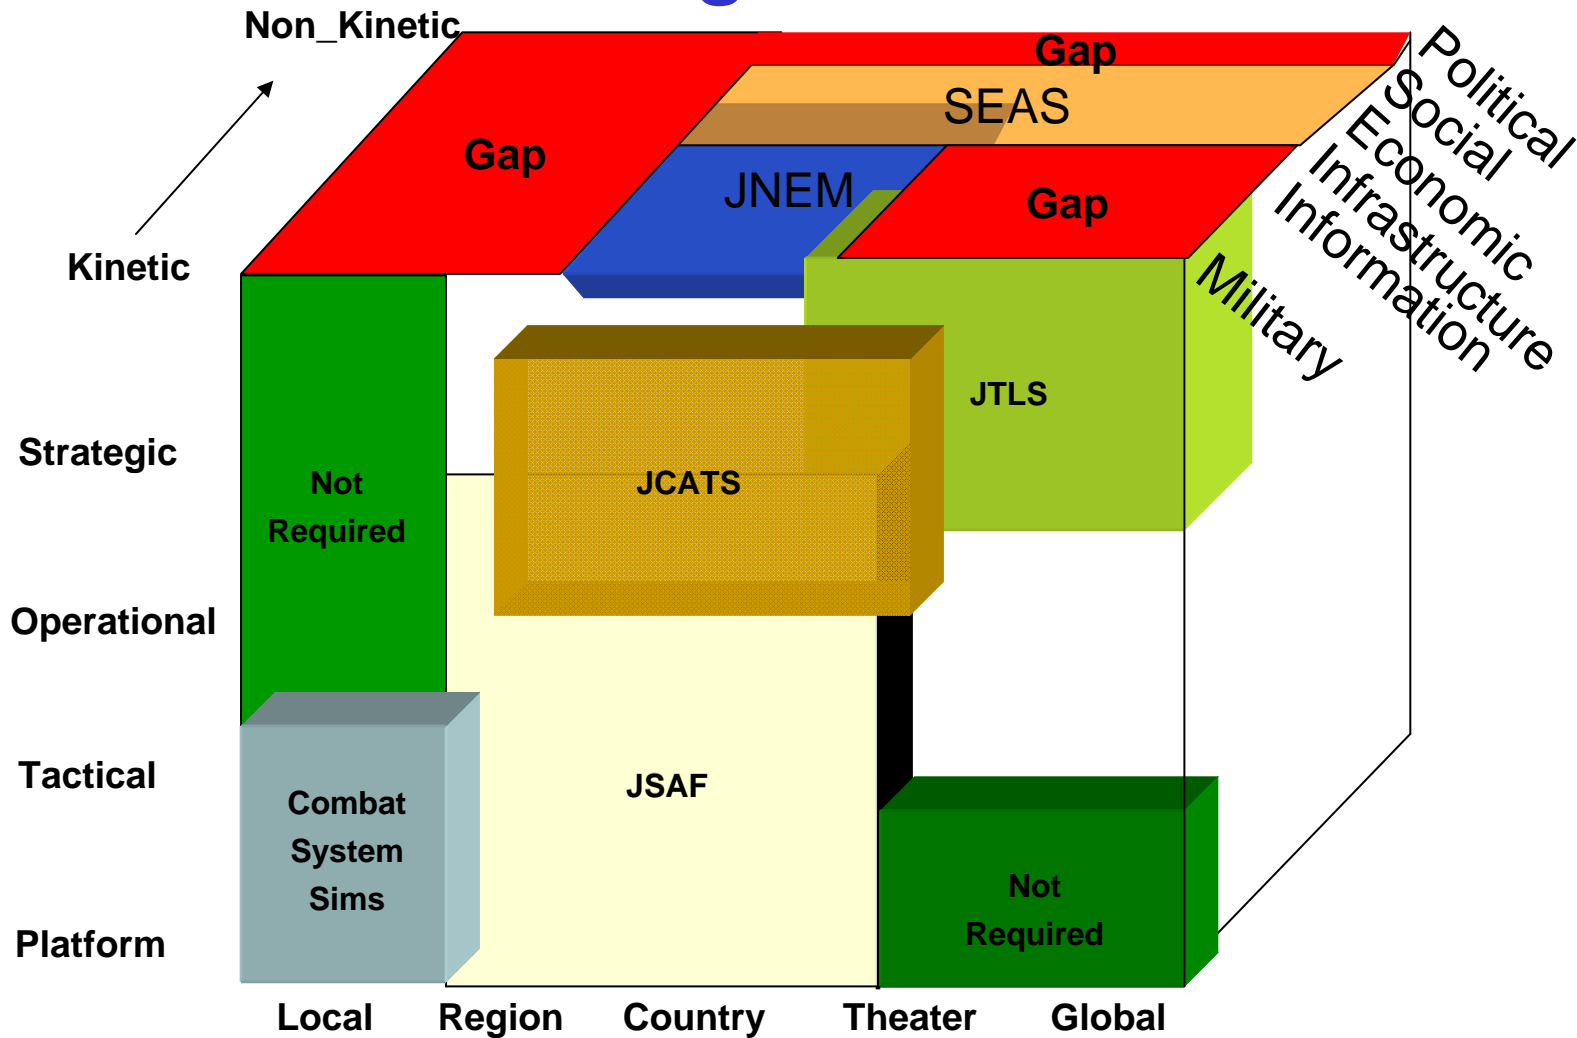 Non_Kinetic
Gap
Political
SEAS
Social
Gap
Economic
JNEM
Infrastructure
Gap
Information
Kinetic
Military
JTLS
Strategic
Not
Required
JCATS
Operational
Tactical
Combat
System
Sims
JSAF
Not
Required
Platform
Local
Region
Country
Theater
Global